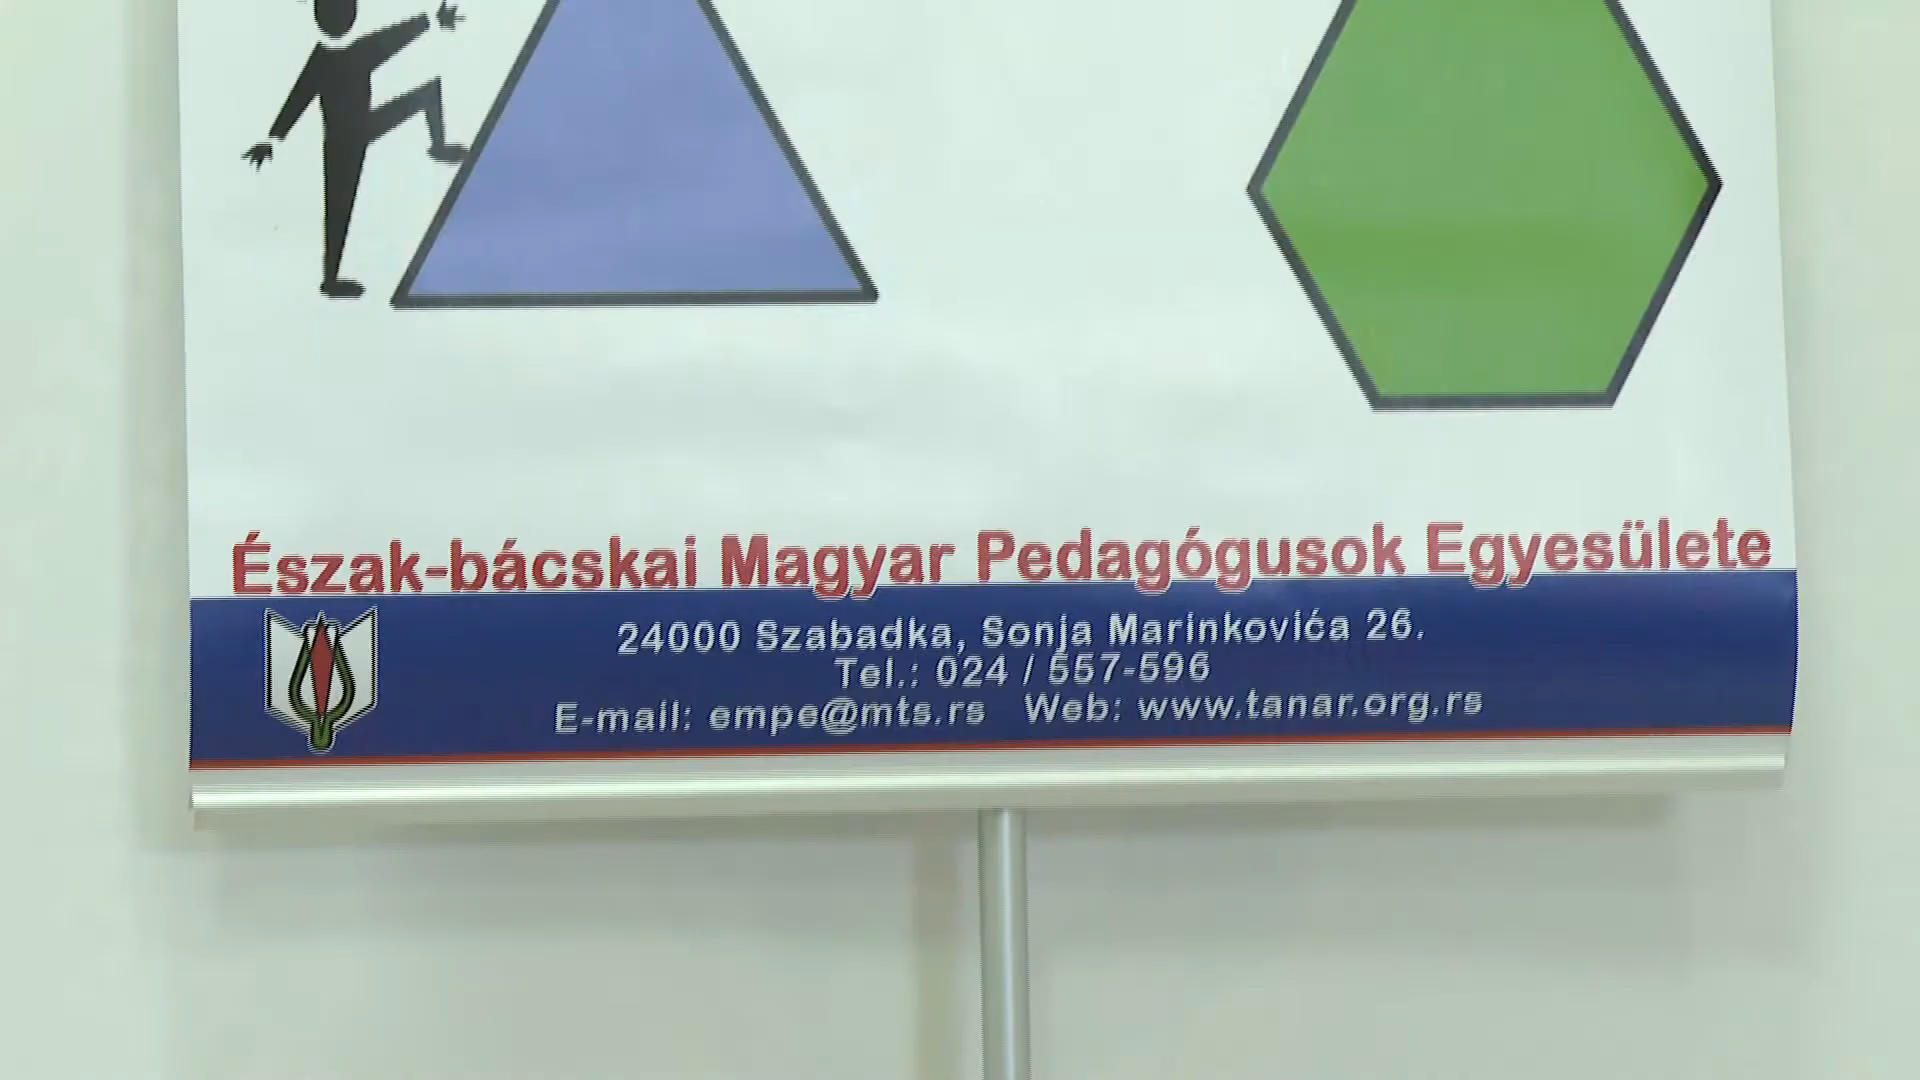 Észak-bácskai Magyar Pedagógusok Egyesülete
24000 Szabadka, Sonja Marinkovića 26.
Tel.: 024 / 557-596
E-mail: empe@mts.rs Web: www.tanar.org.rs